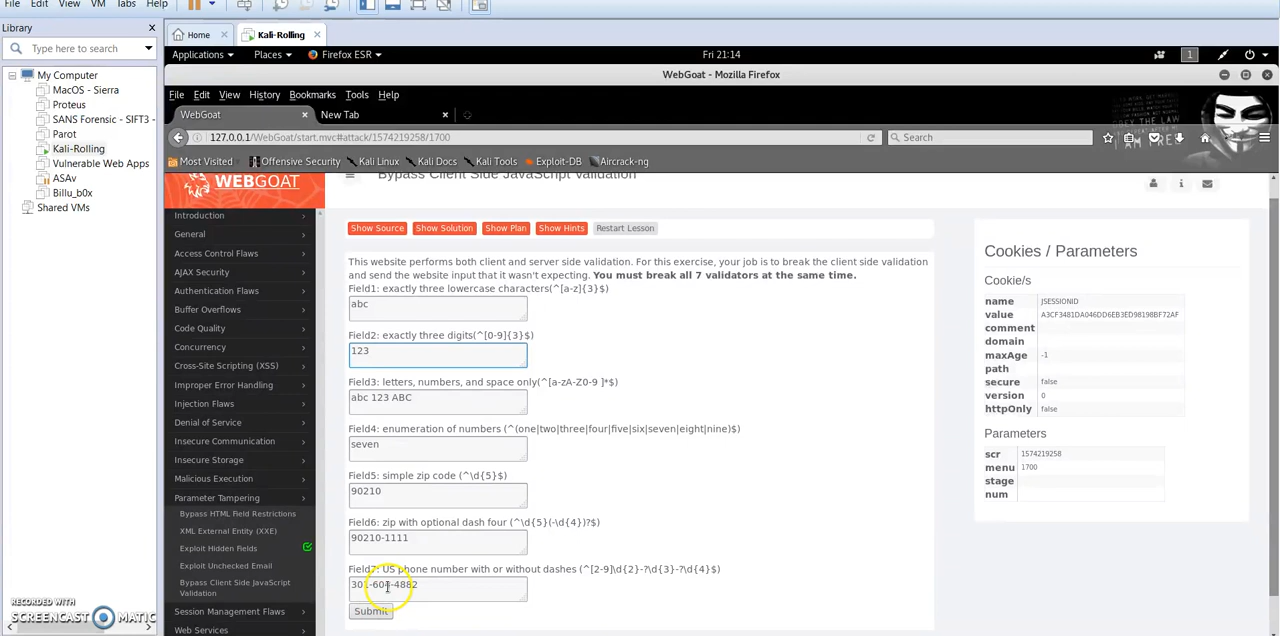 File Edit View VM Tabs Help
Library
Home
Kali-Rolling
Type here to search
Applications Places Firefox ESR
Fri 21:14
1
My Computer
MacOS - Sierra
Proteus
SANS Forensic - SIFT3 -
Parot
Kali-Rolling
Vulnerable Web Apps
ASAv
Billu_b0x
Shared VMs
WebGoat - Mozilla Firefox
File Edit View History Bookmarks Tools Help
WebGoat
New Tab
127.0.0.1/WebGoat/start.mvc#attack/1574219258/1700
Search
Most Visited Offensive Security Kali Linux Kali Docs Kali Tools Exploit-DB Aircrack-ng
WEBGOAT
Bypass Client Side JavaScript Validation
Introduction
General
Access Control Flaws
AJAX Security
Authentication Flaws
Buffer Overflows
Code Quality
Concurrency
Cross-Site Scripting (XSS)
Improper Error Handling
Injection Flaws
Denial of Service
Insecure Communication
Insecure Storage
Malicious Execution
Parameter Tampering
Bypass HTML Field Restrictions
XML External Entity (XXE)
Exploit Hidden Fields
Exploit Unchecked Email
Bypass Client Side JavaScript
Validation
Session Management Flaws
Web Services
Show Source Show Solution Show Plan Show Hints Restart Lesson
This website performs both client and server side validation. For this exercise, your job is to break the client side validation
and send the website input that it wasn't expecting. You must break all 7 validators at the same time.
Field1: exactly three lowercase characters(^[a-z]{3}$)
abc
Field2: exactly three digits(^[0-9]{3}$)
123
Field3: letters, numbers, and space only(^[a-zA-Z0-9 ]*$)
abc 123 ABC
Field4: enumeration of numbers (^(one|two|three|four|five|six|seven|eight|nine)$)
seven
Field5: simple zip code (^\d{5}$)
90210
Field6: zip with optional dash four (^\d{5}(-\d{4})?$)
90210-1111
Field7: US phone number with or without dashes (^[2-9]\d{2}-?\d{3}-?\d{4}$)
301-604-4882
Submit
Cookies / Parameters
Cookie/s
name JSESSIONID
value A3CF3481DA046DD6EB3ED98198BF72AF
comment
domain
maxAge -1
path
secure false
version 0
httpOnly false
Parameters
scr 1574219258
menu 1700
stage
num
RECORDED WITH
SCREENCAST MATIC